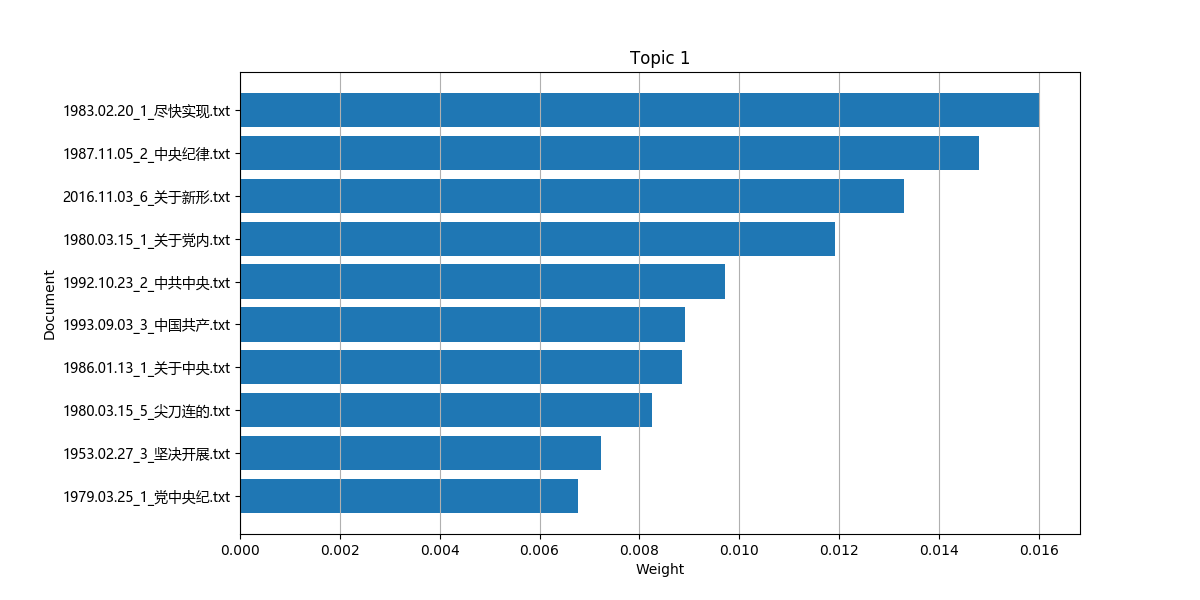 Topic 1
Document
1983.02.20_1_尽快实现.txt
1987.11.05_2_中央纪律.txt
2016.11.03_6_关于新形.txt
1980.03.15_1_关于党内.txt
1992.10.23_2_中共中央.txt
1993.09.03_3_中国共产.txt
1986.01.13_1_关于中央.txt
1980.03.15_5_尖刀连的.txt
1953.02.27_3_坚决开展.txt
1979.03.25_1_党中央纪.txt
0.000 0.002 0.004 0.006 0.008 0.010 0.012 0.014 0.016
Weight